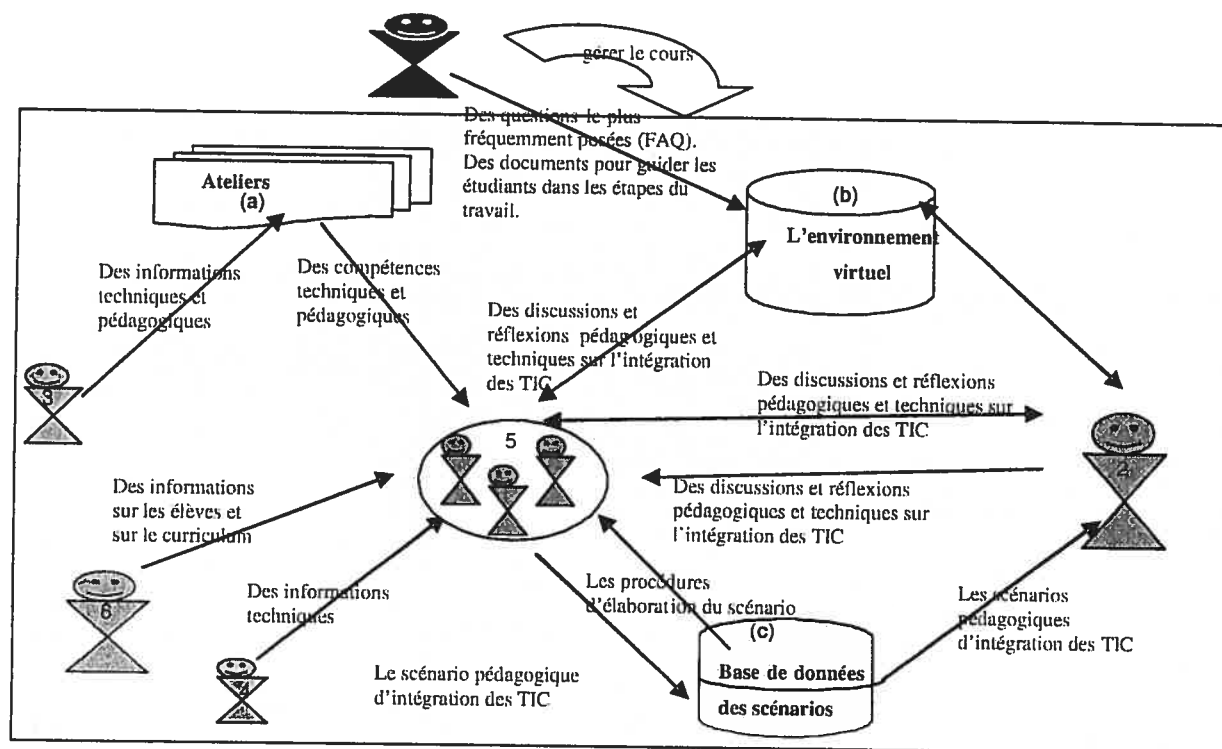 gérer le cours
Des questions le plus
fréquemment posées (FAQ).
Des documents pour guider les
étudiants dans les étapes du
travail.
Ateliers
(a)
(b)
L'environnement
virtuel
Des informations
techniques et
pédagogiques
Des compétences
techniques et
pédagogiques
Des discussions et
réflexions pédagogiques et
techniques sur l'intégration
des TIC
3
Des discussions et réflexions
pédagogiques et techniques sur
l'intégration des TIC
5
Des informations
sur les élèves et
sur le curriculum
Des discussions et réflexions
pédagogiques et techniques sur
l'intégration des TIC
6
Des informations
techniques
Les procédures
d'élaboration du scénario
Les scénarios
pédagogiques
d'intégration des TIC
(c)
Base de données
des scénarios
4
Le scénario pédagogique
d'intégration des TIC